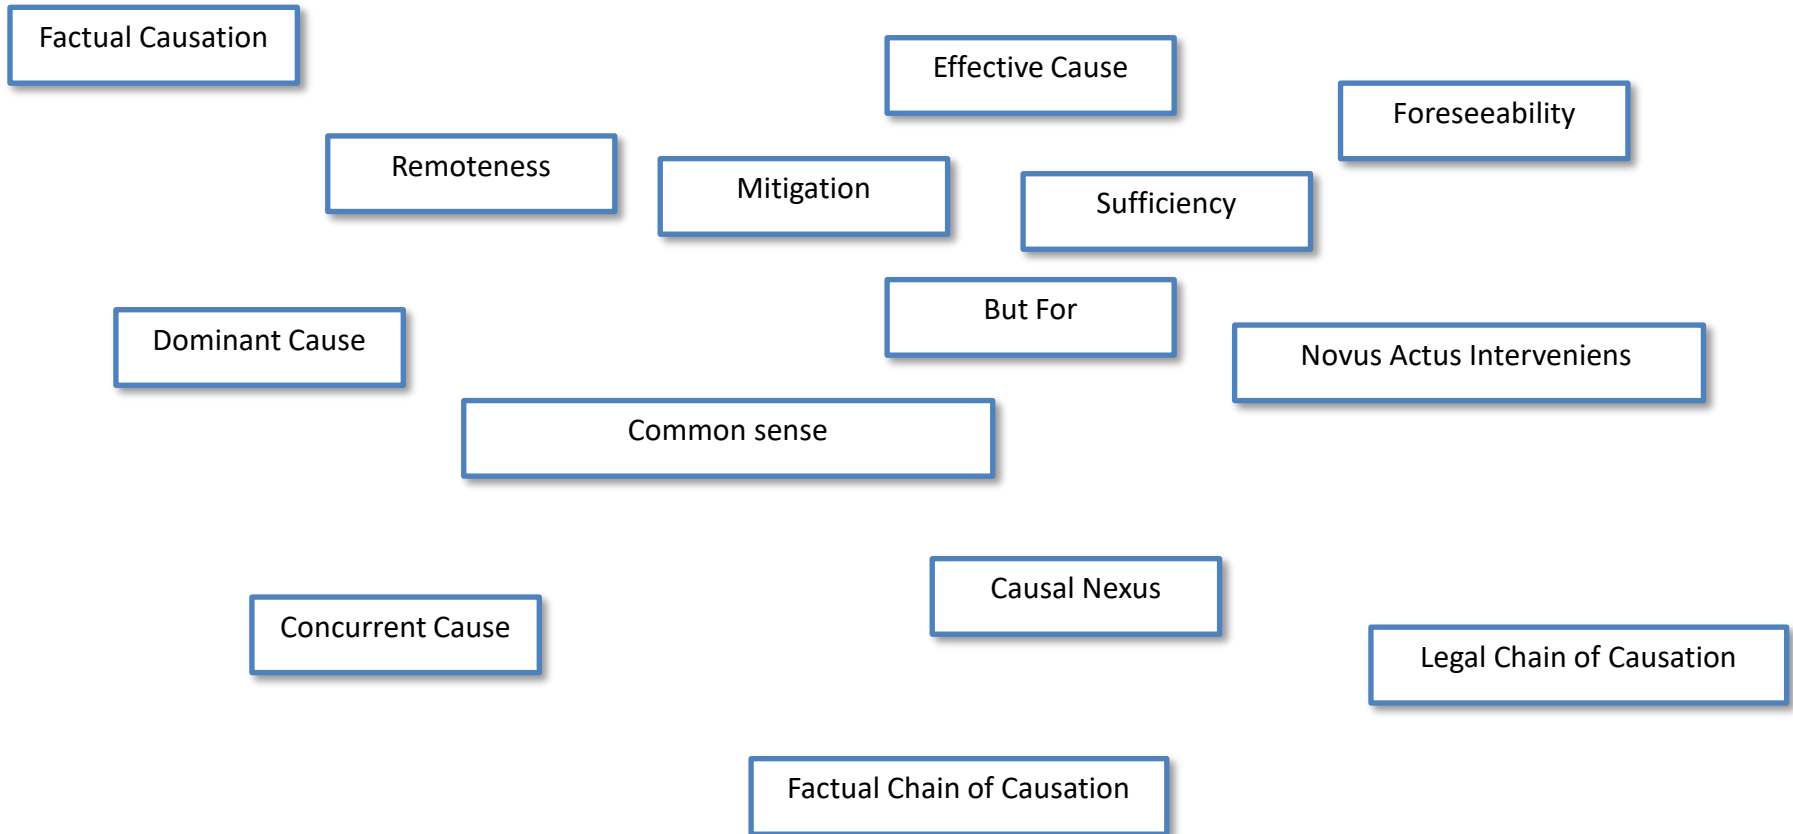 Factual Causation
Effective Cause
Foreseeability
Remoteness
Mitigation
Sufficiency
But For
Dominant Cause
Novus Actus Interveniens
Common sense
Causal Nexus
Concurrent Cause
Legal Chain of Causation
Factual Chain of Causation